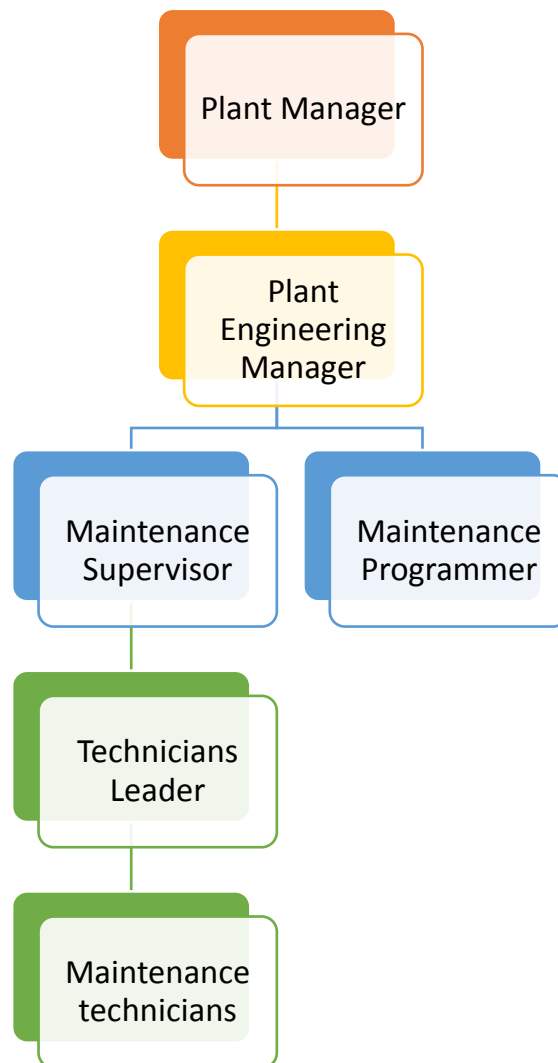 Plant Manager
Plant
Engineering
Manager
Maintenance
Supervisor
Maintenance
Programmer
Technicians
Leader
Maintenance
technicians